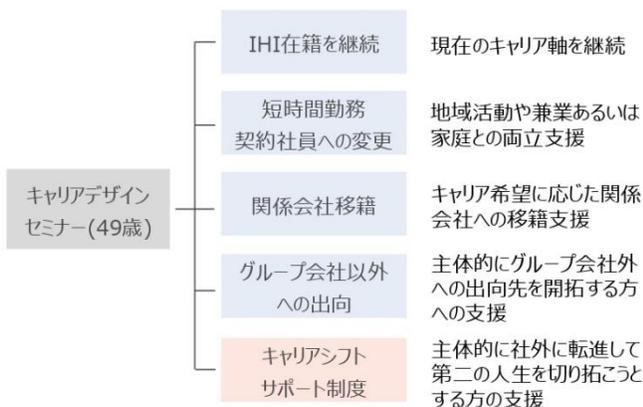 キャリアデザイン
セミナー(49歳)
IHI在籍を継続
現在のキャリア軸を継続
短時間勤務
契約社員への変更
地域活動や兼業あるいは
家庭との両立支援
関係会社移籍
キャリア希望に応じた関係
会社への移籍支援
グループ会社以外
への出向
主体的にグループ会社外
への出向先を開拓する方
への支援
キャリアシフト
サポート制度
主体的に社外に転進して
第二の人生を切り拓こうと
する方の支援